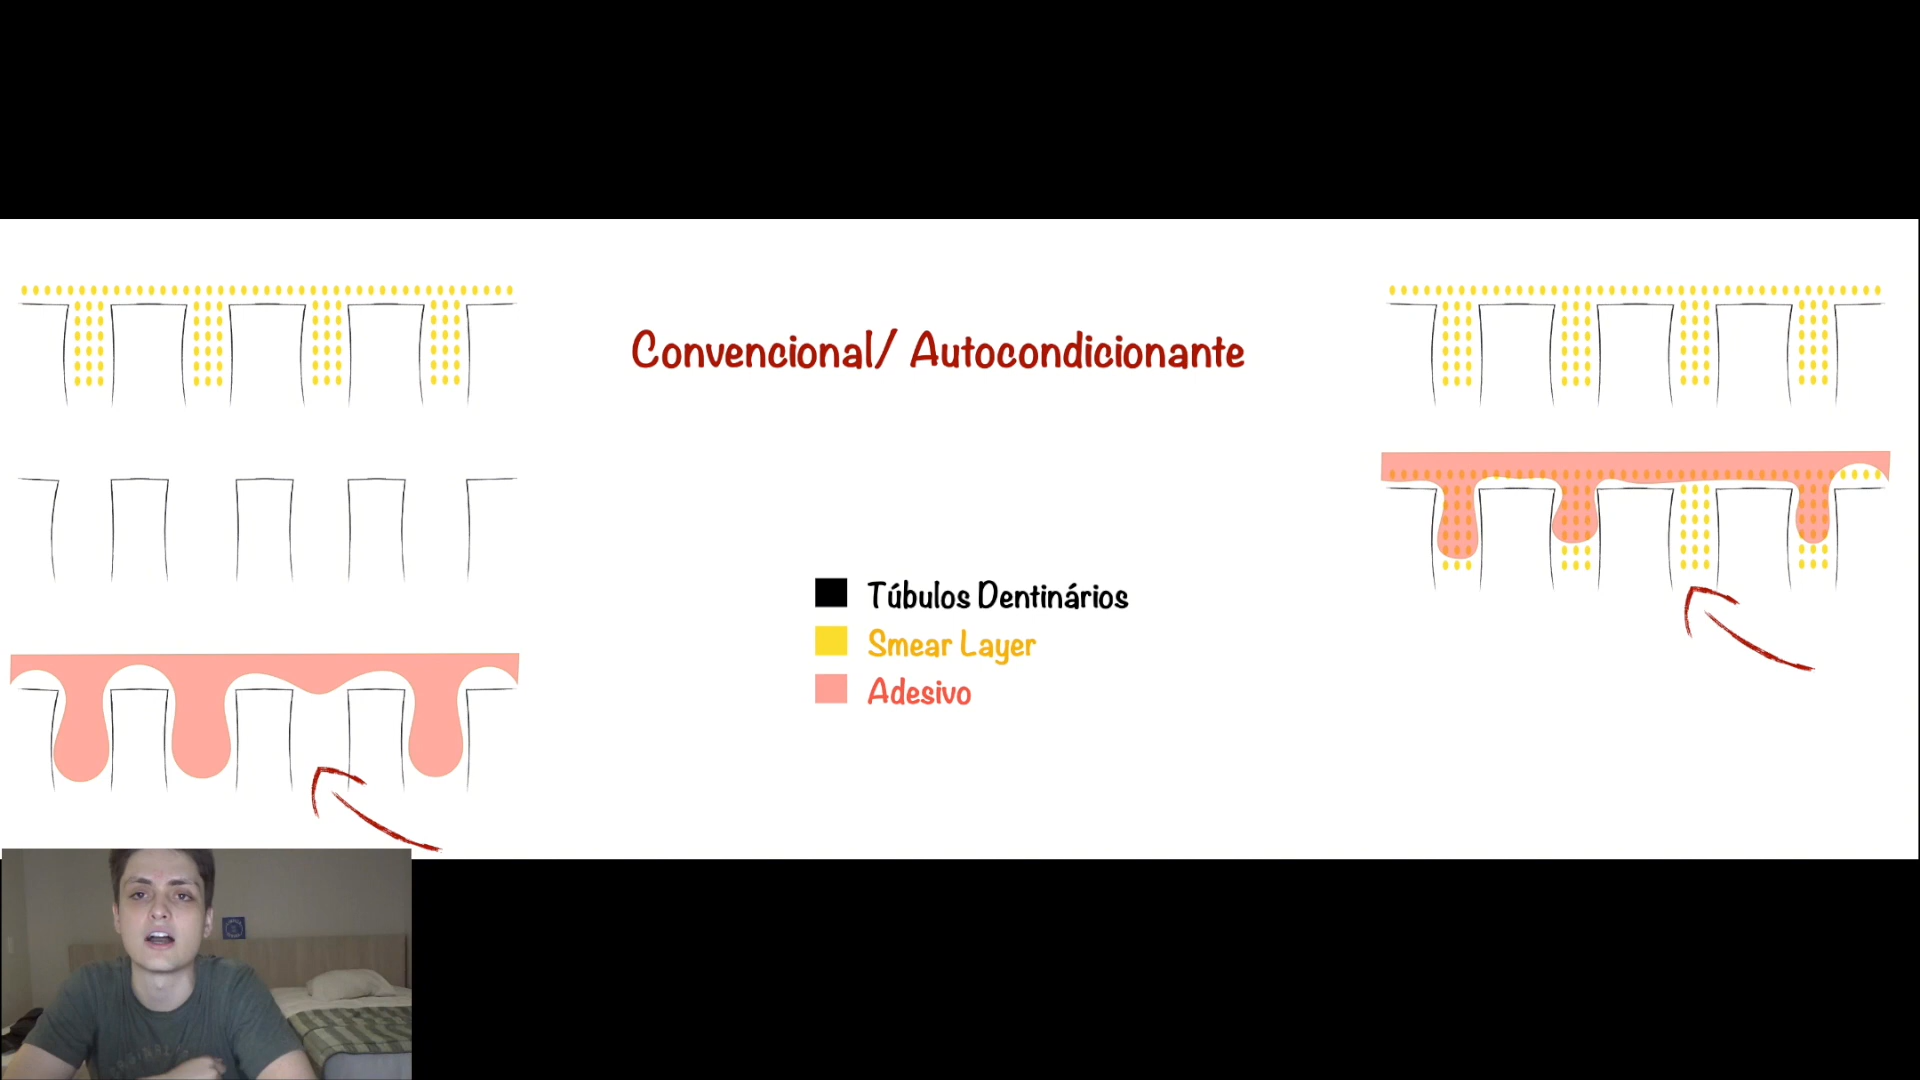 Convencional/ Autocondicionante
Túbulos Dentinários
Smear Layer
Adesivo